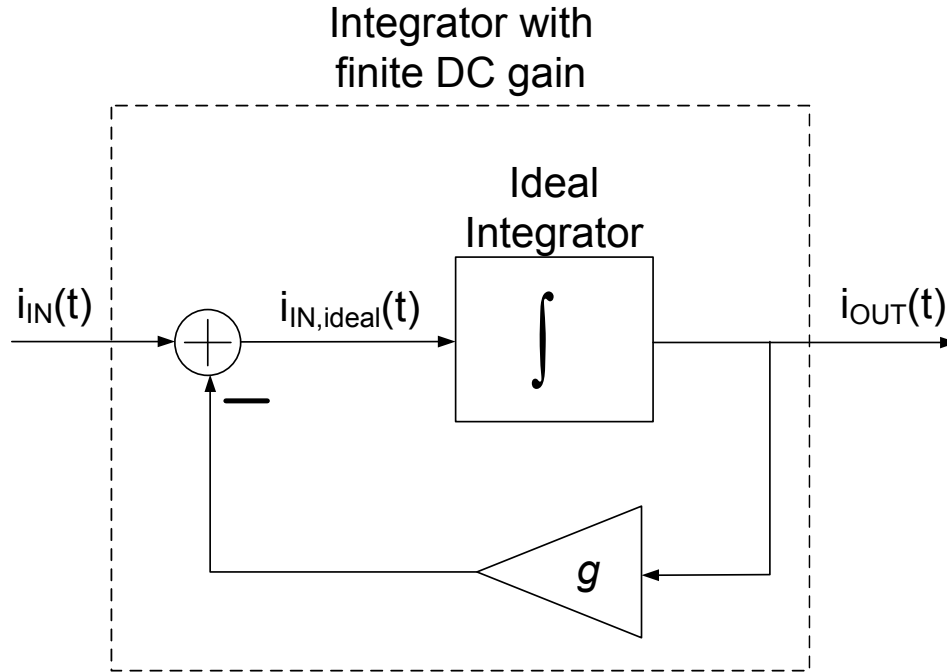 Integrator with
finite DC gain
Ideal
Integrator
i_IN(t)
i_IN,ideal(t)
∫
i_OUT(t)
g